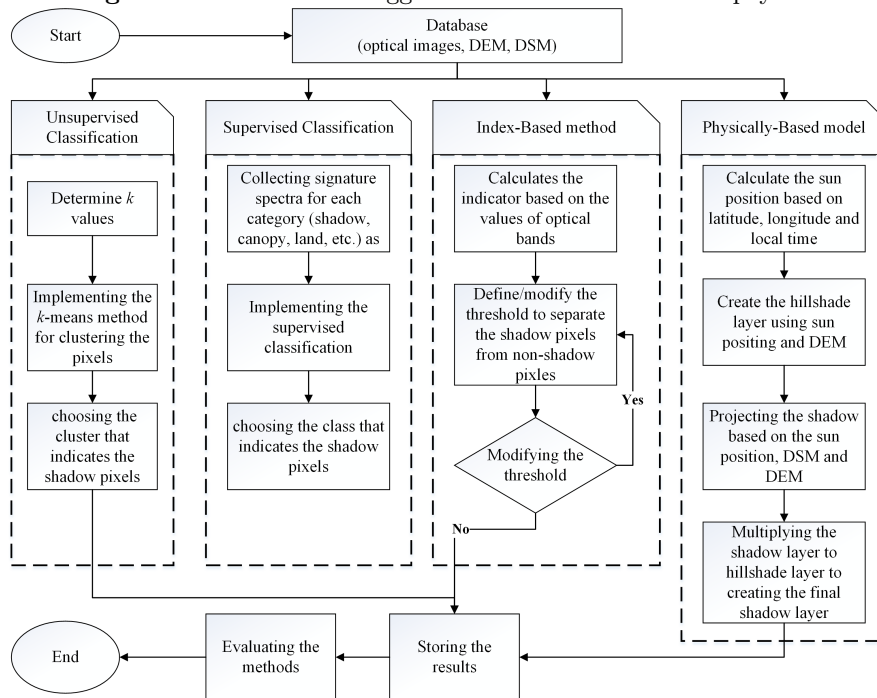 Start
Database
(optical images, DEM, DSM)
Unsupervised
Classification
Supervised Classification
Index-Based method
Physically-Based model
Determine k
values
Implementing the
k-means method
for clustering the
pixels
choosing the
cluster that
indicates the
shadow pixels
Collecting signature
spectra for each
category (shadow,
canopy, land, etc.) as
Implementing the
supervised
classification
choosing the class that
indicates the shadow
pixels
Calculates the
indicator based on the
values of optical
bands
Define/modify the
threshold to separate
the shadow pixels
from non-shadow
pixles
Yes
Modifying the
threshold
No
Calculate the sun
position based on
latitude, longitude and
local time
Create the hillshade
layer using sun
positing and DEM
Projecting the shadow
based on the sun
position, DSM and
DEM
Multiplying the
shadow layer to
hillshade layer to
creating the final
shadow layer
End
Evaluating the
methods
Storing the
results